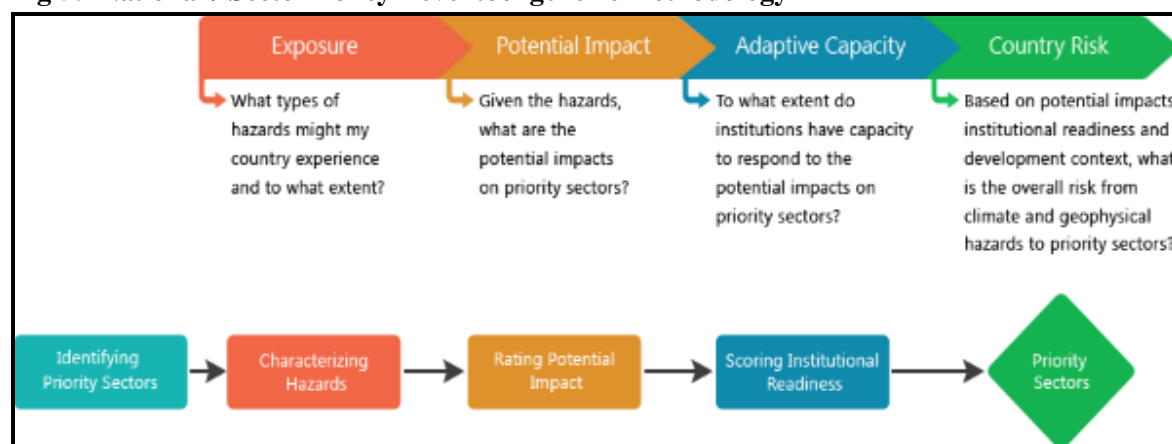 Exposure
Potential Impact
Adaptive Capacity
Country Risk
What types of
hazards might my
country experience
and to what extent?
Given the hazards,
what are the
potential impacts
on priority sectors?
To what extent do
institutions have capacity
to respond to the
potential impacts on
priority sectors?
Based on potential impacts
institutional readiness and
development context, what
is the overall risk from
climate and geophysical
hazards to priority sectors?
Identifying
Priority Sectors
Characterizing
Hazards
Rating Potential
Impact
Scoring Institutional
Readiness
Priority
Sectors